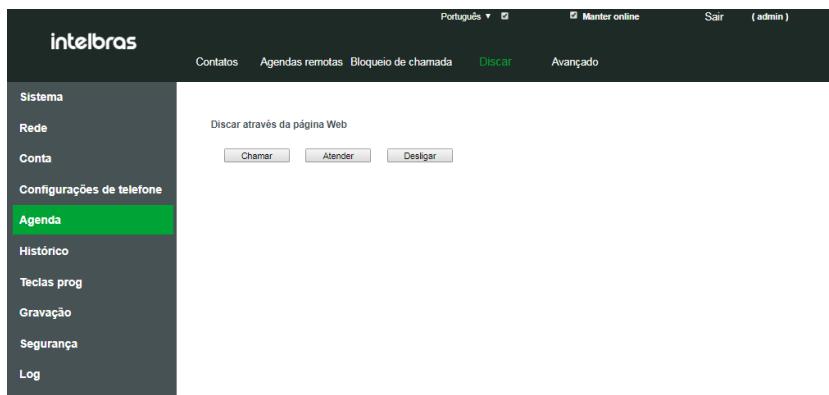 Português ▼ Manter online Sair ( admin )
intelbras
Contatos Agendas remotas Bloqueio de chamada Discar Avançado
Sistema
Rede
Conta
Configurações de telefone
Agenda
Histórico
Teclas prog
Gravação
Segurança
Log
Discar através da página Web
Chamar Atender Desligar